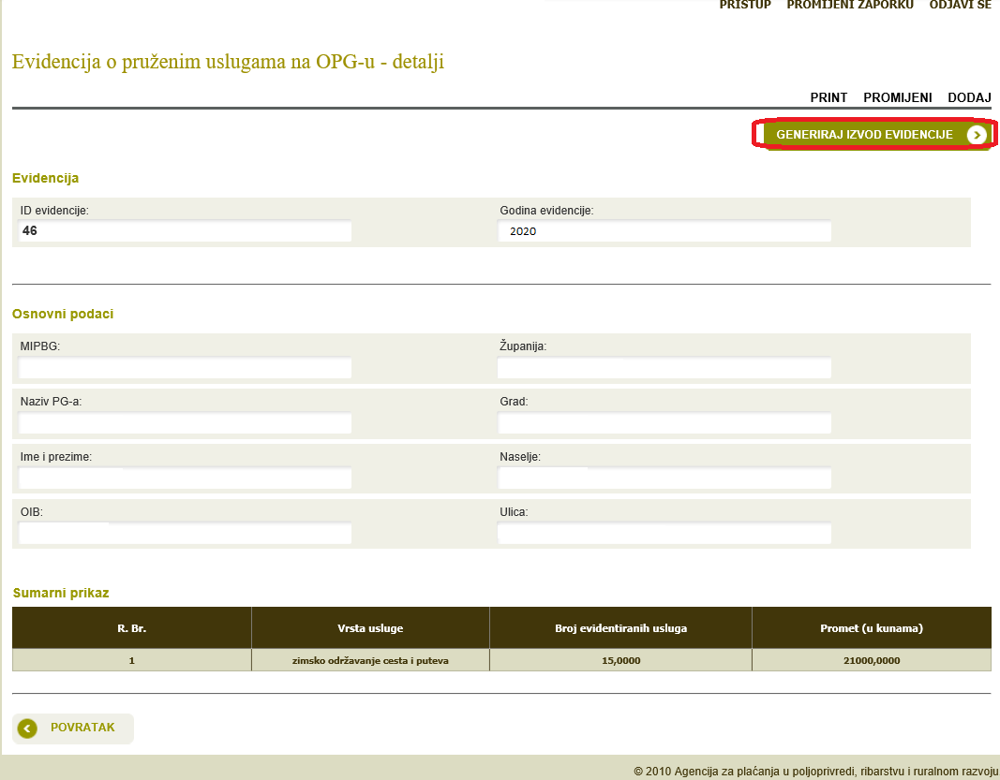 PRISTUP PROMIJENI ZAPORKU ODJAVI SE
Evidencija o pruženim uslugama na OPG-u - detalji
PRINT PROMIJENI DODAJ
GENERIRAJ IZVOD EVIDENCIJE
Evidencija
ID evidencije: Godina evidencije:
46 2020
Osnovni podaci
MIPBG: Županija:
Naziv PG-a: Grad:
Ime i prezime: Naselje:
OIB: Ulica:
Sumarni prikaz
R. Br. Vrsta usluge Broj evidentiranih usluga Promet (u kunama)
1 zimsko održavanje cesta i puteva 15,0000 21000,0000
POVRATAK
© 2010 Agencija za plaćanja u poljoprivredi, ribarstvu i ruralnom razvoju